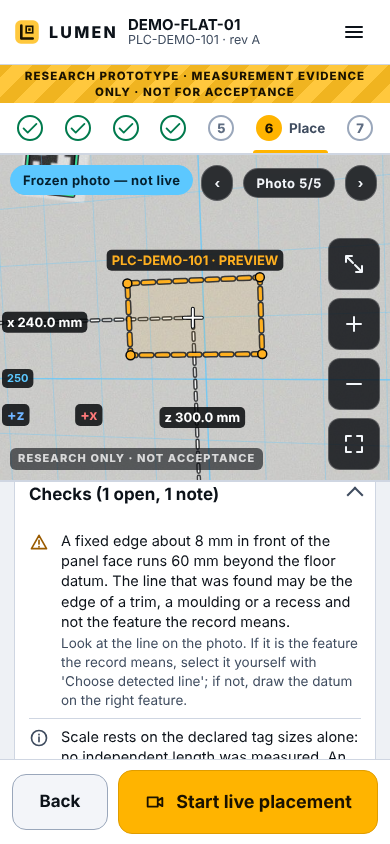 LUMEN
DEMO-FLAT-01
PLC-DEMO-101 · rev A
RESEARCH PROTOTYPE · MEASUREMENT EVIDENCE
ONLY · NOT FOR ACCEPTANCE
5
6 Place
7
Frozen photo — not live
‹
Photo 5/5
›
PLC-DEMO-101 · PREVIEW
x 240.0 mm
250
+z
+x
z 300.0 mm
RESEARCH ONLY · NOT ACCEPTANCE
Checks (1 open, 1 note)
A fixed edge about 8 mm in front of the
panel face runs 60 mm beyond the floor
datum. The line that was found may be the
edge of a trim, a moulding or a recess and
not the feature the record means.
Look at the line on the photo. If it is the feature
the record means, select it yourself with
'Choose detected line'; if not, draw the datum
on the right feature.
Scale rests on the declared tag sizes alone:
no independent length was measured. An
Back
Start live placement